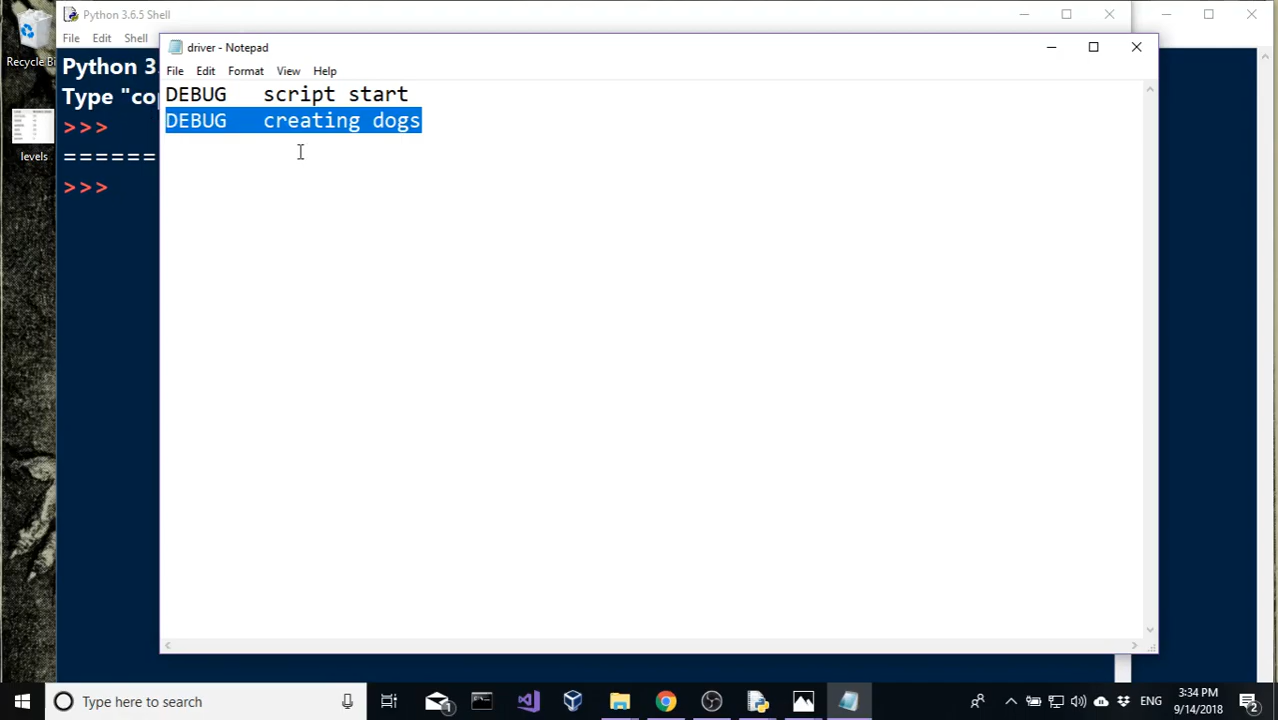 Python 3.6.5 Shell
File Edit Shell
driver - Notepad
File Edit Format View Help
Recycle Bi
levels
Python 3.
Type "co
>>>
=======
>>>
DEBUG   script start
DEBUG   creating dogs
Type here to search
1
ENG
3:34 PM
9/14/2018
2